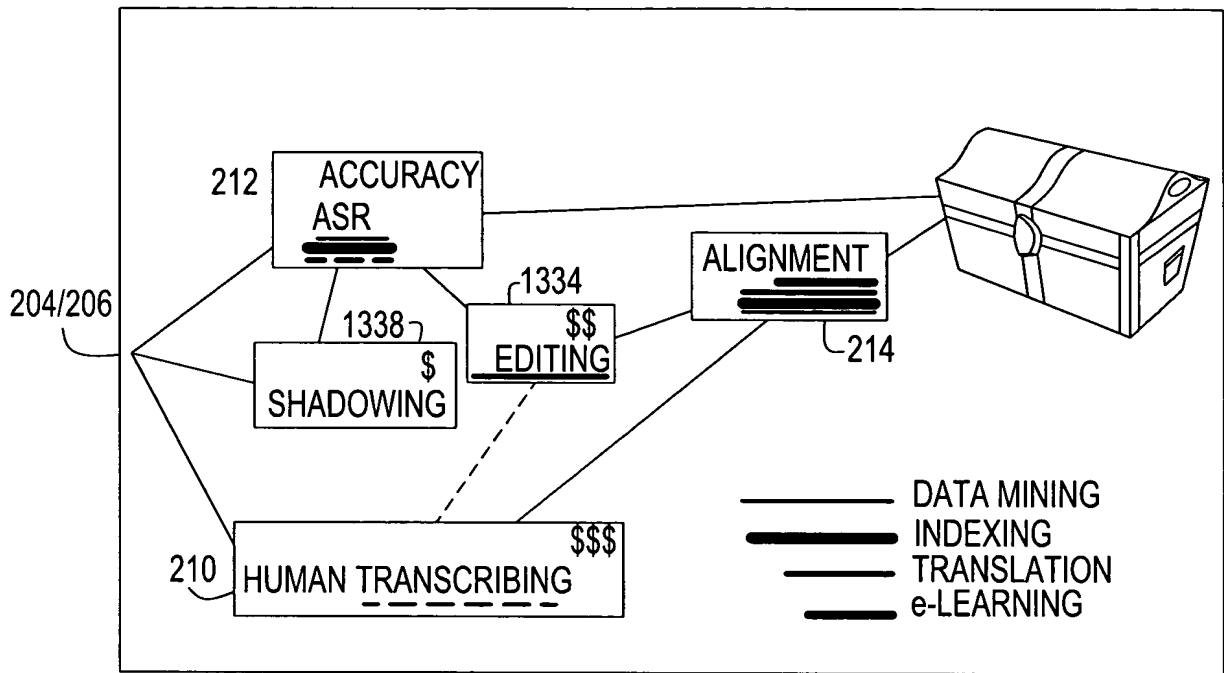 212
ACCURACY
ASR
204/206
1338
$
SHADOWING
1334
$$
EDITING
ALIGNMENT
214
210
$$$
HUMAN TRANSCRIBING
DATA MINING
INDEXING
TRANSLATION
e-LEARNING